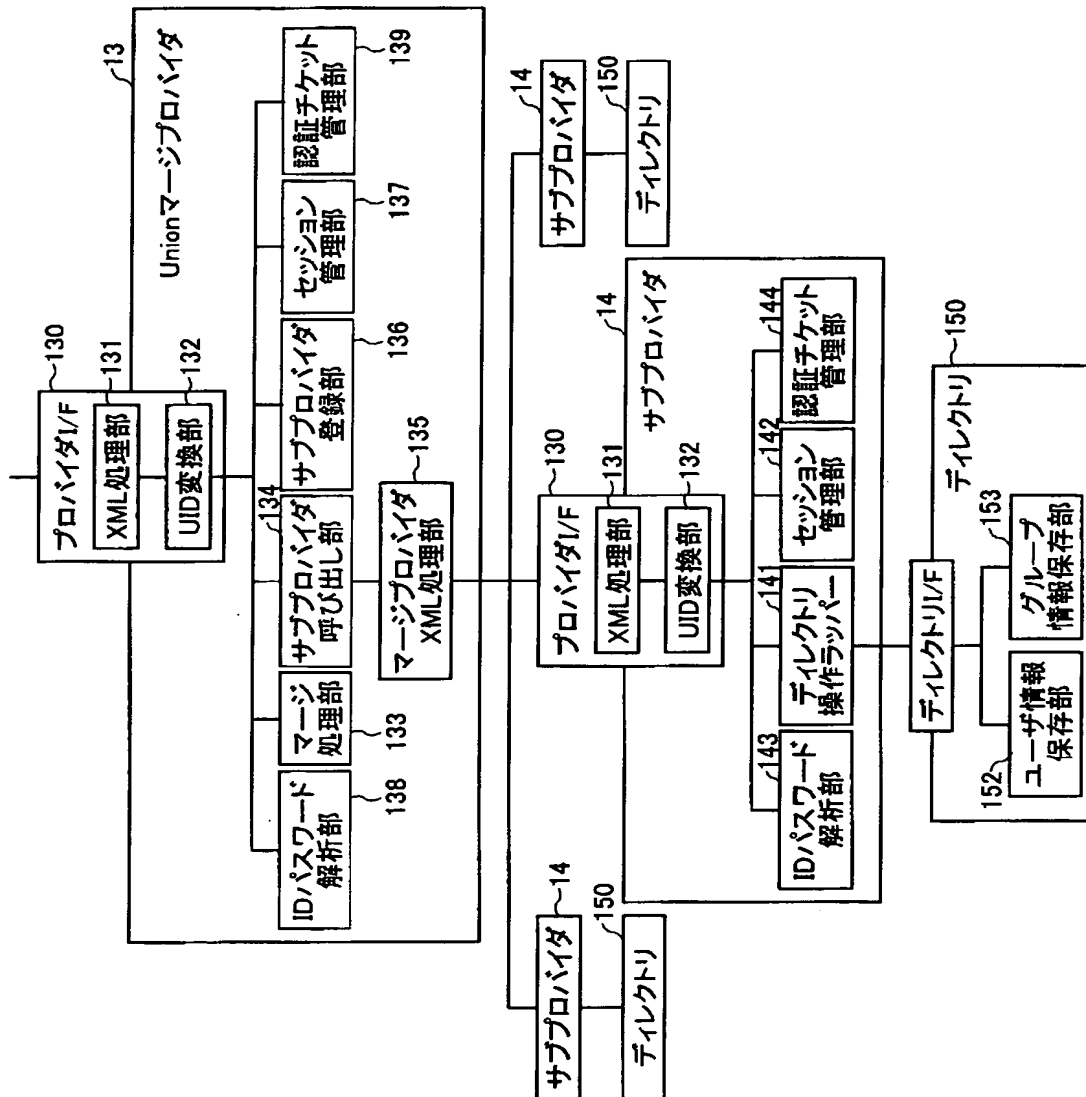 プロバイダI/F
130
XML処理部
131
UID変換部
132
13
Unionマージプロバイダ
IDパスワード
解析部
138
マージ
処理部
133
サブプロバイダ
呼び出し部
134
サブプロバイダ
登録部
136
セッション
管理部
137
認証チケット
管理部
139
マージプロバイダ
XML処理部
135
サブプロバイダ
14
ディレクトリ
150
プロバイダI/F
130
XML処理部
131
UID変換部
132
14
サブプロバイダ
IDパスワード
解析部
143
ディレクトリ
操作ラッパー
141
セッション
管理部
142
認証チケット
管理部
144
サブプロバイダ
14
ディレクトリ
150
ディレクトリI/F
150
ディレクトリ
ユーザ情報
保存部
152
グループ
情報保存部
153